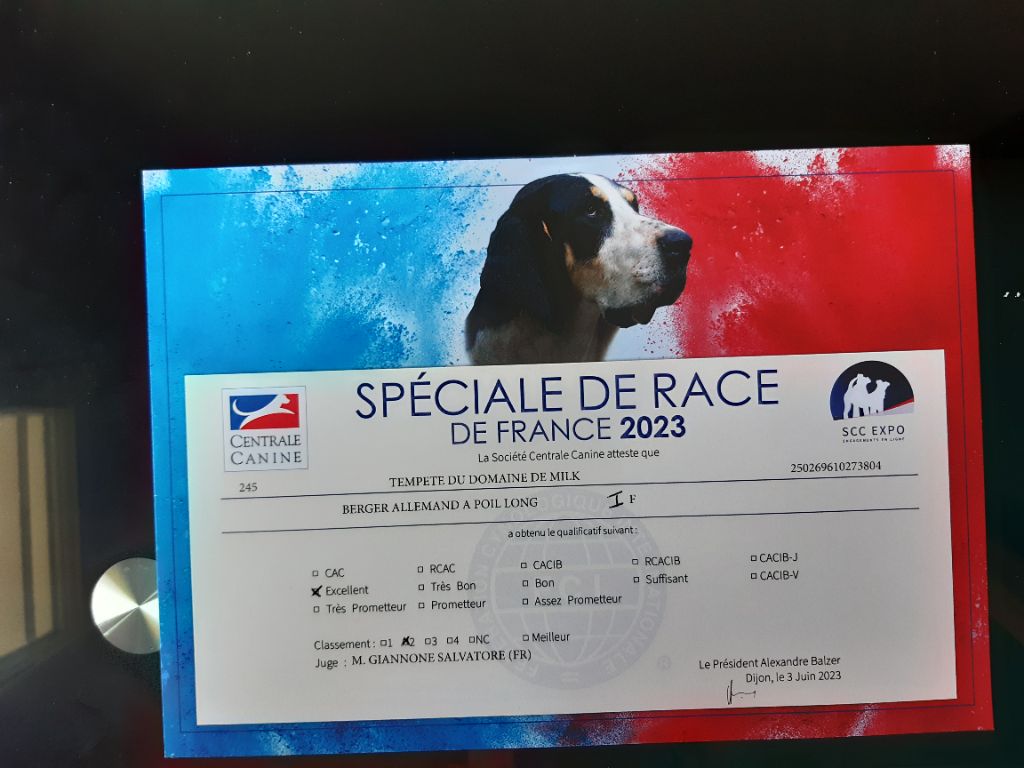 SPÉCIALE DE RACE
DE FRANCE 2023
CENTRALE
CANINE
SCC EXPO
ENGAGEMENTS EN LIGNE
La Société Centrale Canine atteste que
245 TEMPETE DU DOMAINE DE MILK 250269610273804
BERGER ALLEMAND A POIL LONG I F
a obtenu le qualificatif suivant :
CAC RCAC CACIB RCACIB CACIB-J
Excellent Très Bon Bon Suffisant CACIB-V
Très Prometteur Prometteur Assez Prometteur
Classement : 1 2 3 4 NC Meilleur
Juge : M. GIANNONE SALVATORE (FR)
Le Président Alexandre Balzer
Dijon, le 3 Juin 2023